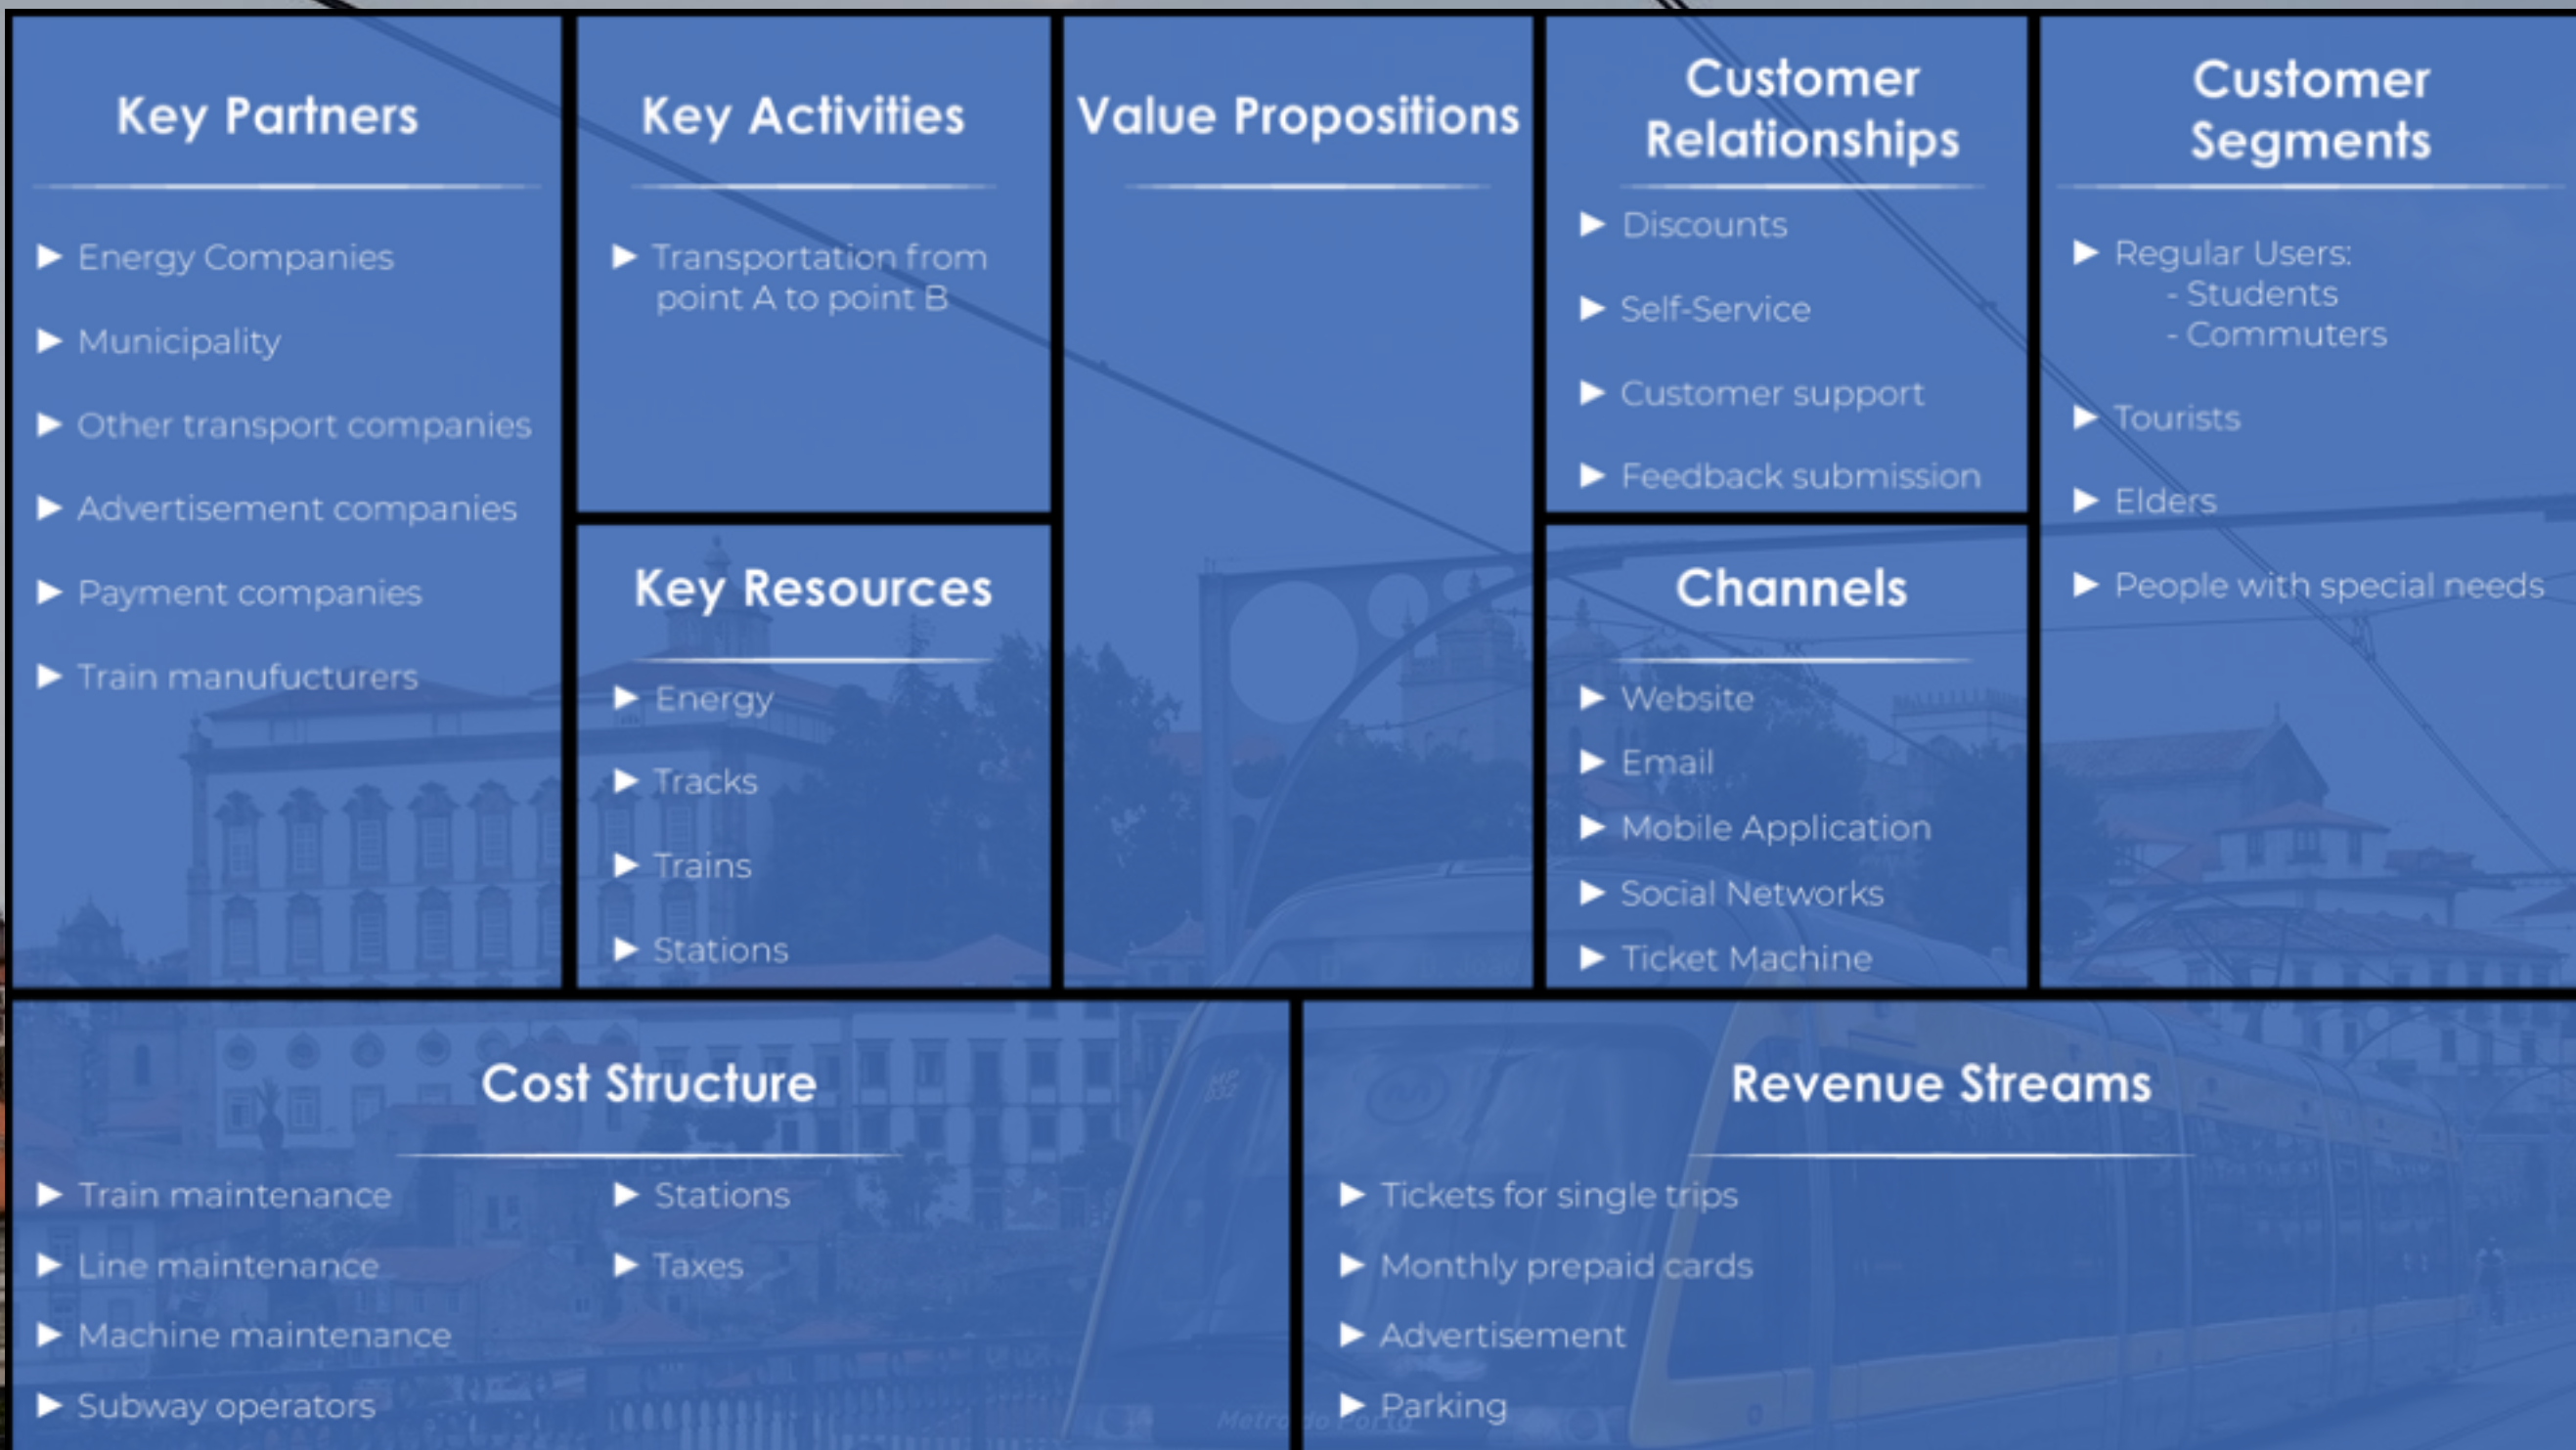 Key Partners
Energy Companies
Municipality
Other transport companies
Advertisement companies
Payment companies
Train manufucturers
Key Activities
Transportation from
point A to point B
Key Resources
Energy
Tracks
Trains
Stations
Value Propositions
Customer
Relationships
Discounts
Self-Service
Customer support
Feedback submission
Channels
Website
Email
Mobile Application
Social Networks
Ticket Machine
Customer
Segments
Regular Users:
- Students
- Commuters
Tourists
Elders
People with special needs
Cost Structure
Train maintenance
Line maintenance
Machine maintenance
Subway operators
Stations
Taxes
Revenue Streams
Tickets for single trips
Monthly prepaid cards
Advertisement
Parking
Metro do Porto